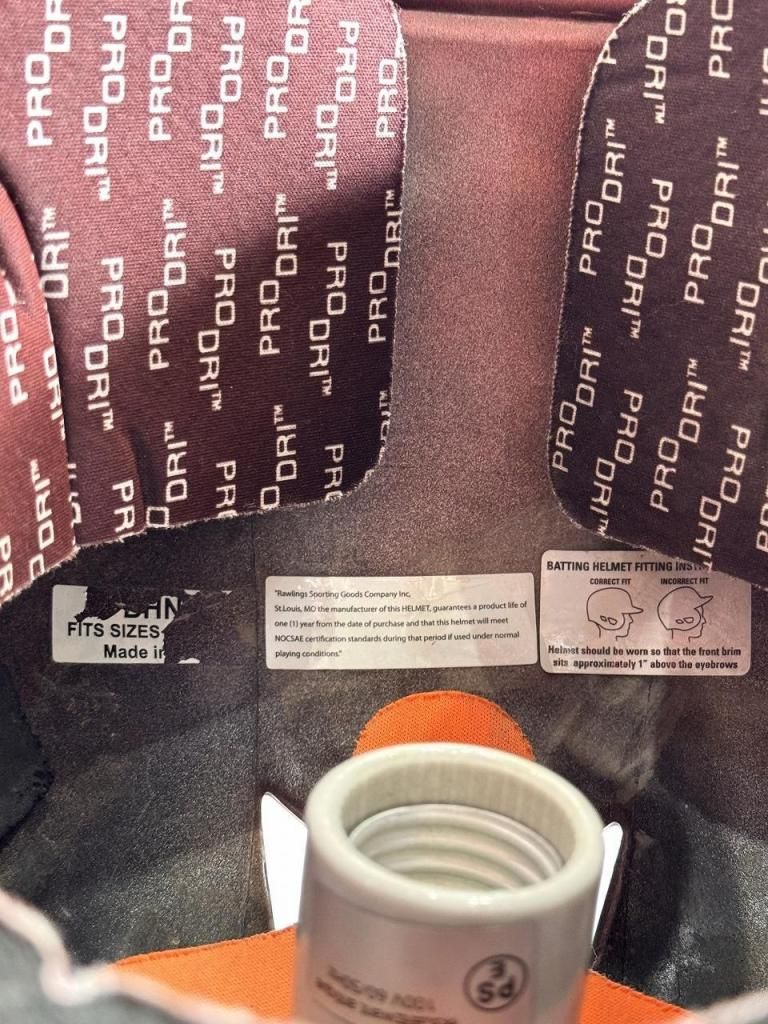 PRO DRI™
BATTING HELMET FITTING
CORRECT FIT
INCORRECT FIT
Helmet should be worn so that the front brim
sits approximately 1" above the eyebrows
"Rawlings Sporting Goods Company Inc,
St.Louis, MO the manufacturer of this HELMET, guarantees a product life of
one (1) year from the date of purchase and that this helmet will meet
NOCSAE certification standards during that period if used under normal
playing conditions."
FITS SIZES
Made in
PS
E